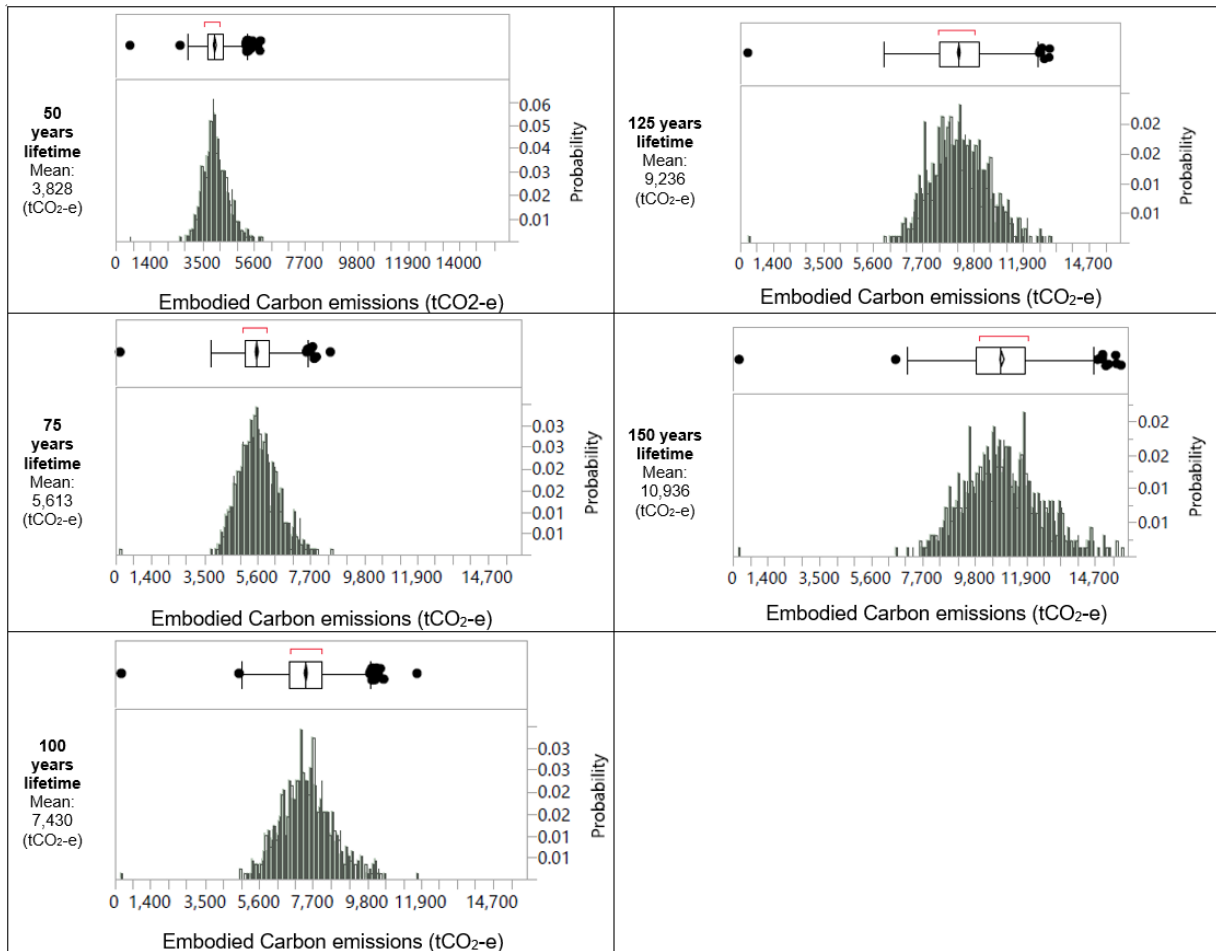 50
years
lifetime
Mean:
3,828
(tCO₂-e)
0.06
0.05
0.04
0.03
0.02
0.01
Probability
0 1400 3500 5600 7700 9800 11900 14000
Embodied Carbon emissions (tCO2-e)
125 years
lifetime
Mean:
9,236
(tCO₂-e)
0.02
0.02
0.01
0.01
Probability
0 1,400 3,500 5,600 7,700 9,800 11,900 14,700
Embodied Carbon emissions (tCO₂-e)
75
years
lifetime
Mean:
5,613
(tCO₂-e)
0.03
0.03
0.02
0.02
0.01
0.01
Probability
0 1,400 3,500 5,600 7,700 9,800 11,900 14,700
Embodied Carbon emissions (tCO₂-e)
150 years
lifetime
Mean:
10,936
(tCO₂-e)
0.02
0.02
0.01
0.01
Probability
0 1,400 3,500 5,600 7,700 9,800 11,900 14,700
Embodied Carbon emissions (tCO₂-e)
100
years
lifetime
Mean:
7,430
(tCO₂-e)
0.03
0.03
0.02
0.02
0.01
0.01
Probability
0 1,400 3,500 5,600 7,700 9,800 11,900 14,700
Embodied Carbon emissions (tCO₂-e)